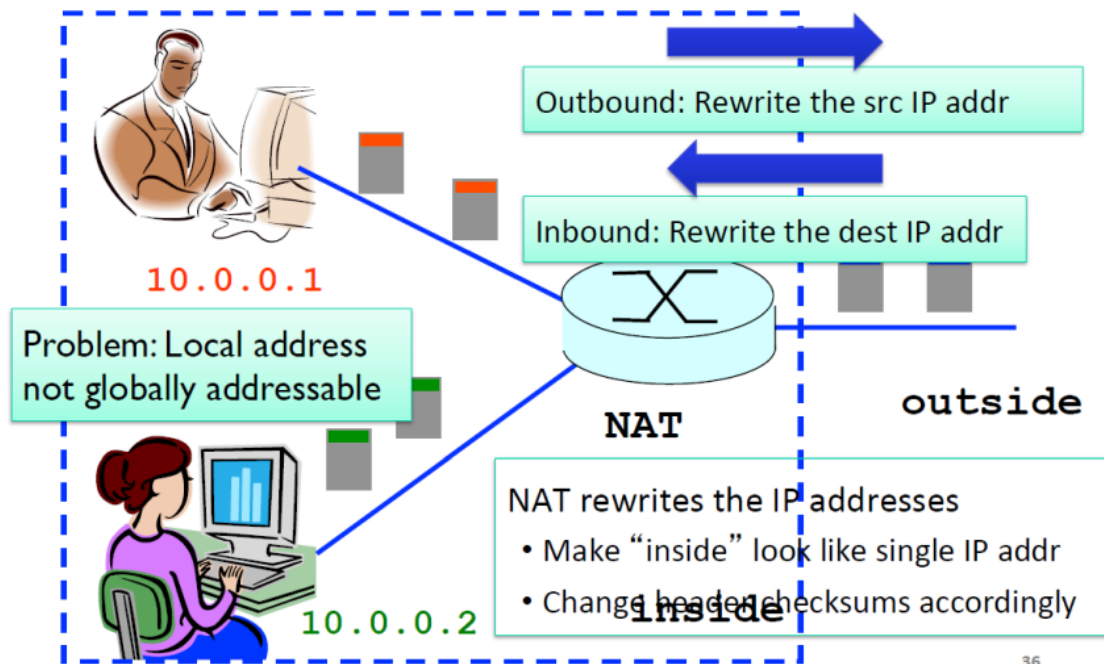 Outbound: Rewrite the src IP addr
Inbound: Rewrite the dest IP addr
10.0.0.1
Problem: Local address
not globally addressable
NAT
outside
NAT rewrites the IP addresses
• Make “inside” look like single IP addr
• Change header checksums accordingly
inside
10.0.0.2
36